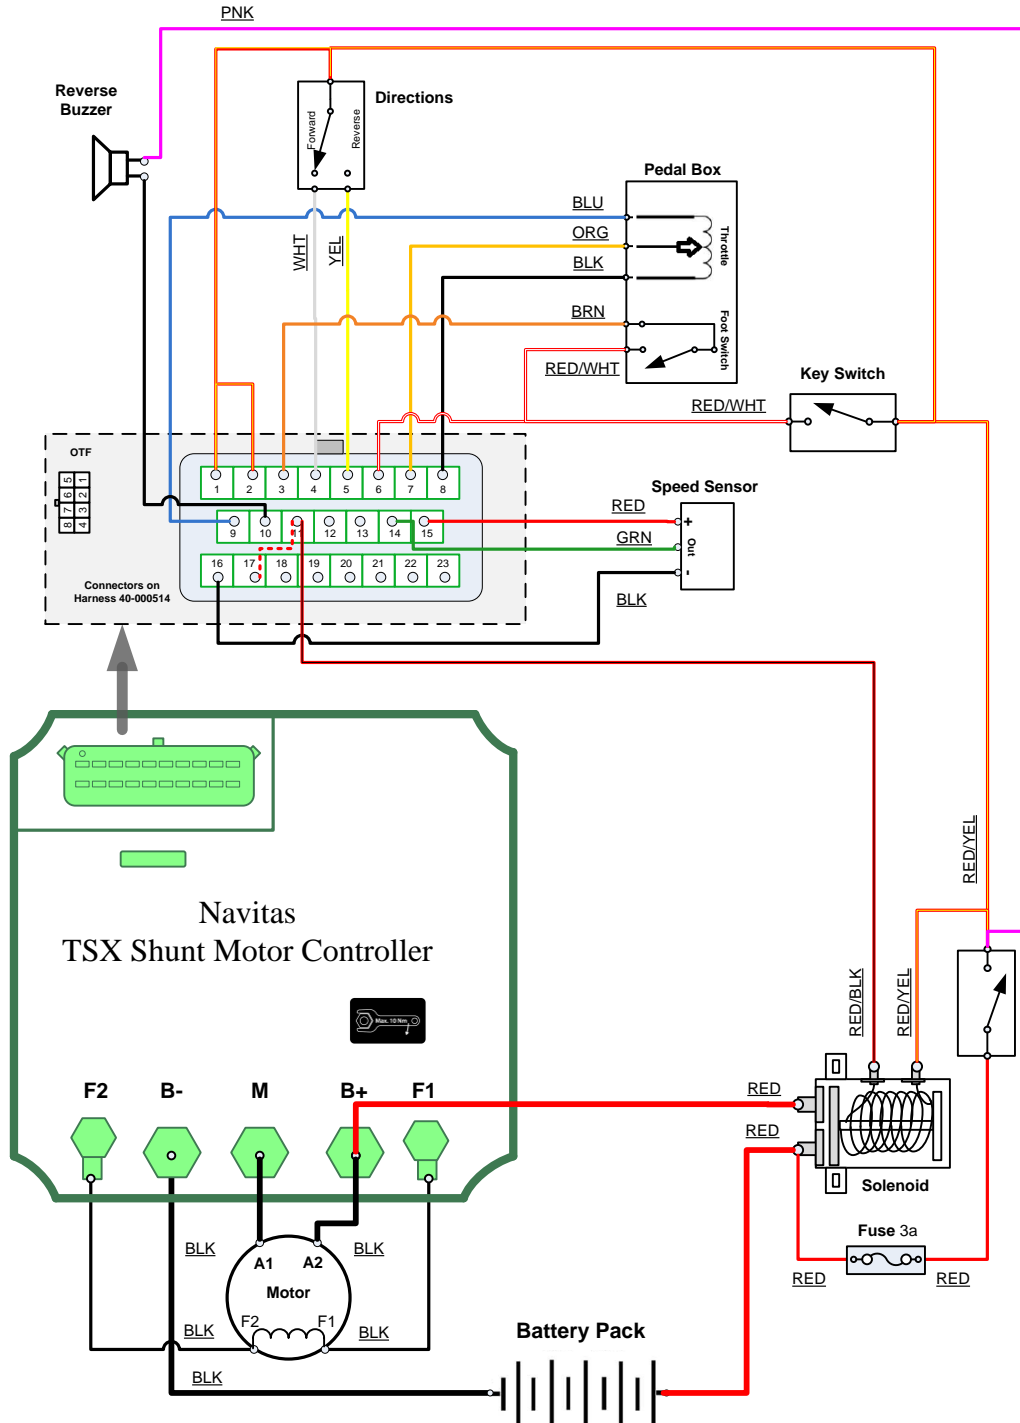 PNK
Reverse
Buzzer
Directions
Forward
Reverse
Pedal Box
BLU
ORG
BLK
Throttle
WHT
YEL
BRN
Foot Switch
RED/WHT
Key Switch
RED/WHT
OTF
5 1
6 2
7 3
8 4
1 2 3 4 5 6 7 8
Speed Sensor
RED
+
9 10 11 12 13 14 15
GRN
Out
16 17 18 19 20 21 22 23
-
Connectors on
Harness 40-000514
BLK
RED/YEL
Navitas
TSX Shunt Motor Controller
RED/BLK
RED/YEL
Max. 10 Nm
F2 B- M B+ F1
RED
RED
Solenoid
Fuse 3a
BLK
A1 A2
BLK
Motor
RED
RED
F2 F1
BLK
BLK
Battery Pack
BLK